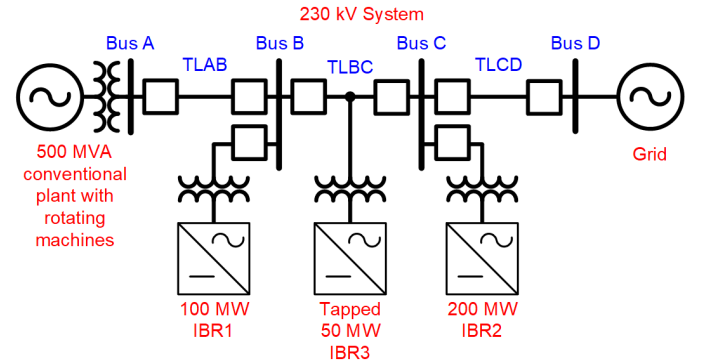 230 kV System
Bus A
Bus B
Bus C
Bus D
TLAB
TLBC
TLCD
500 MVA
conventional
plant with
rotating
machines
Grid
100 MW
IBR1
Tapped
50 MW
IBR3
200 MW
IBR2